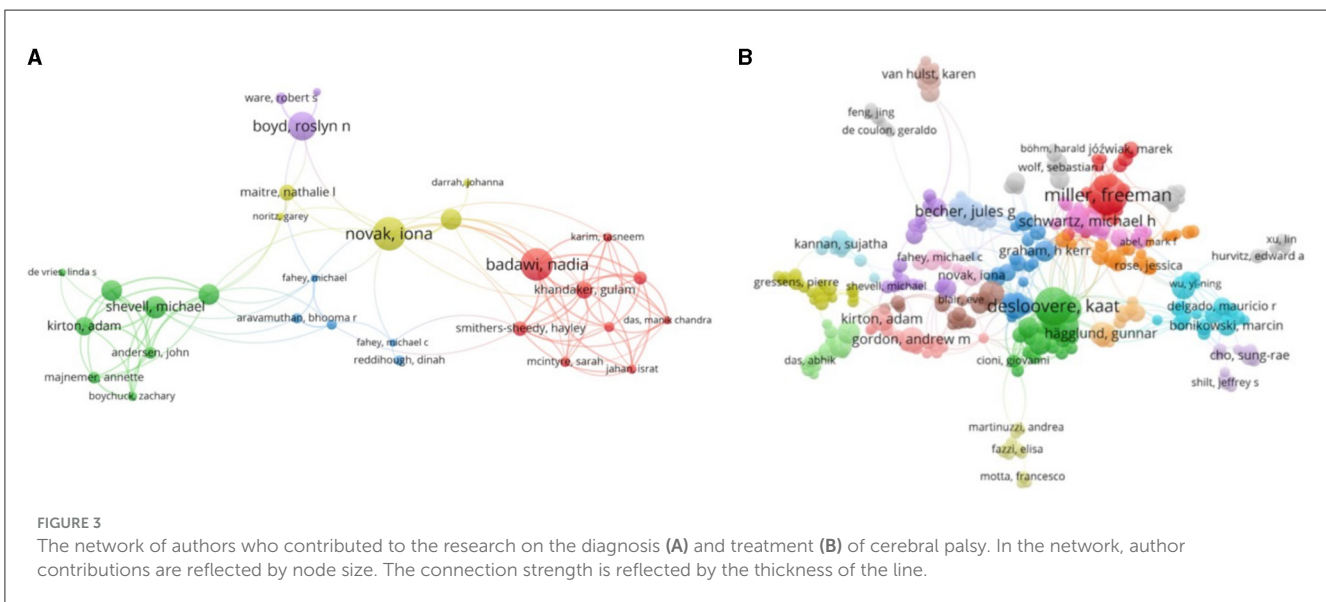 A
ware, robert s
boyd, roslyn n
maitre, nathalie l
darrah, johanna
noritz, garey
novak, iona
karim, tasneem
badawi, nadia
de vries, linda s
fahey, michael
khandaker, gulam
shevell, michael
kirton, adam
aravamuthan, bhooma r
smithers-sheedy, hayley
das, manik chandra
andersen, john
fahey, michael c
reddihough, dinah
mcintyre, sarah
jahan, israt
majnemer, annette
boychuck, zachary
B
van hulst, karen
feng, jing
de coulon, geraldo
böhm, harald
jóźwiak, marek
wolf, sebastian i
miller, freeman
becher, jules g
schwartz, michael h
kannan, sujatha
graham, h kerr
abel, mark f
xu, lin
hurvitz, edward a
fahey, michael c
rose, jessica
gressens, pierre
shevell, michael
novak, iona
wu, yi-ning
blair, eve
desloovere, kaat
delgado, mauricio r
kirton, adam
bonikowski, marcin
gordon, andrew m
hägglund, gunnar
das, abhik
cioni, giovanni
cho, sung-rae
shilt, jeffrey s
martinuzzi, andrea
fazzi, elisa
motta, francesco
FIGURE 3
The network of authors who contributed to the research on the diagnosis (A) and treatment (B) of cerebral palsy. In the network, author
contributions are reflected by node size. The connection strength is reflected by the thickness of the line.